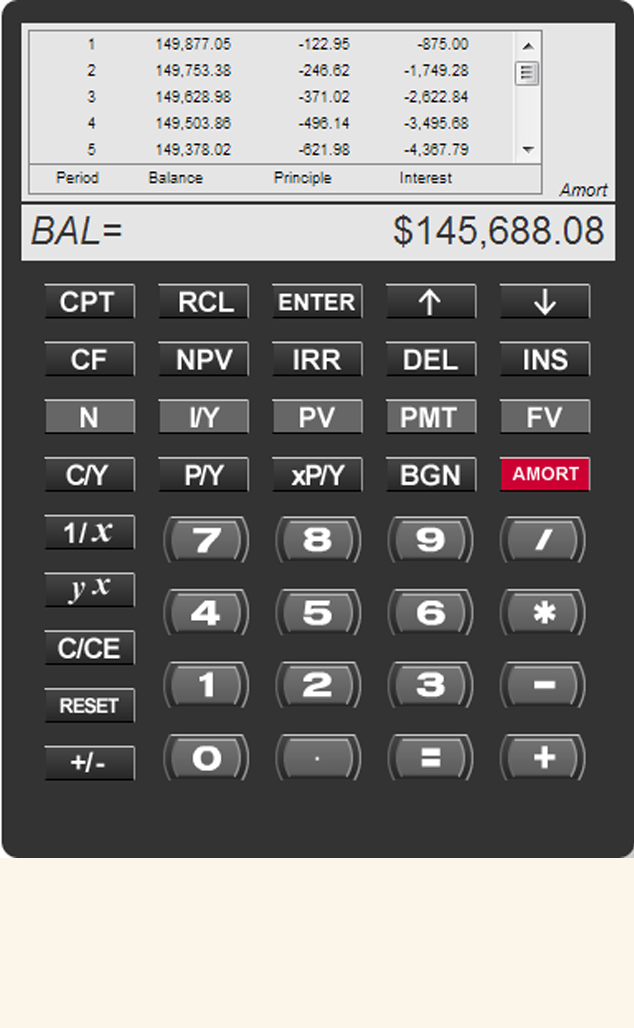 1 149,877.05 -122.95 -875.00
2 149,753.38 -246.62 -1,749.28
3 149,628.98 -371.02 -2,622.84
4 149,503.86 -496.14 -3,495.68
5 149,378.02 -621.98 -4,367.79
Period Balance Principle Interest
Amort
BAL= $145,688.08
CPT RCL ENTER ↑ ↓
CF NPV IRR DEL INS
N I/Y PV PMT FV
C/Y P/Y xP/Y BGN AMORT
1/x 7 8 9 /
y x 4 5 6 *
C/CE 1 2 3 -
RESET 0 . = +
+/-